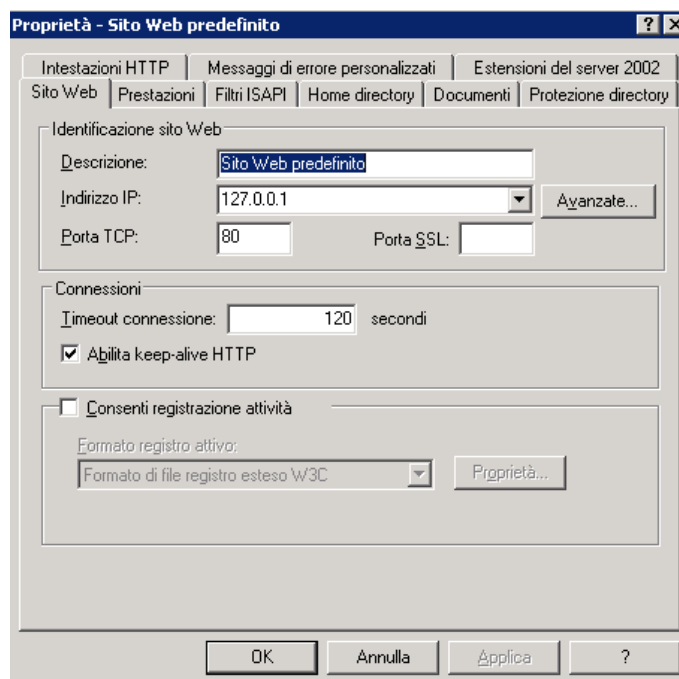 Proprietà - Sito Web predefinito ? ×
Intestazioni HTTP Messaggi di errore personalizzati Estensioni del server 2002
Sito Web Prestazioni Filtri ISAPI Home directory Documenti Protezione directory
Identificazione sito Web
Descrizione: Sito Web predefinito
Indirizzo IP: 127.0.0.1 Avanzate...
Porta TCP: 80 Porta SSL:
Connessioni
Timeout connessione: 120 secondi
Abilita keep-alive HTTP
Consenti registrazione attività
Formato registro attivo:
Formato di file registro esteso W3C Proprietà...
OK Annulla Applica ?